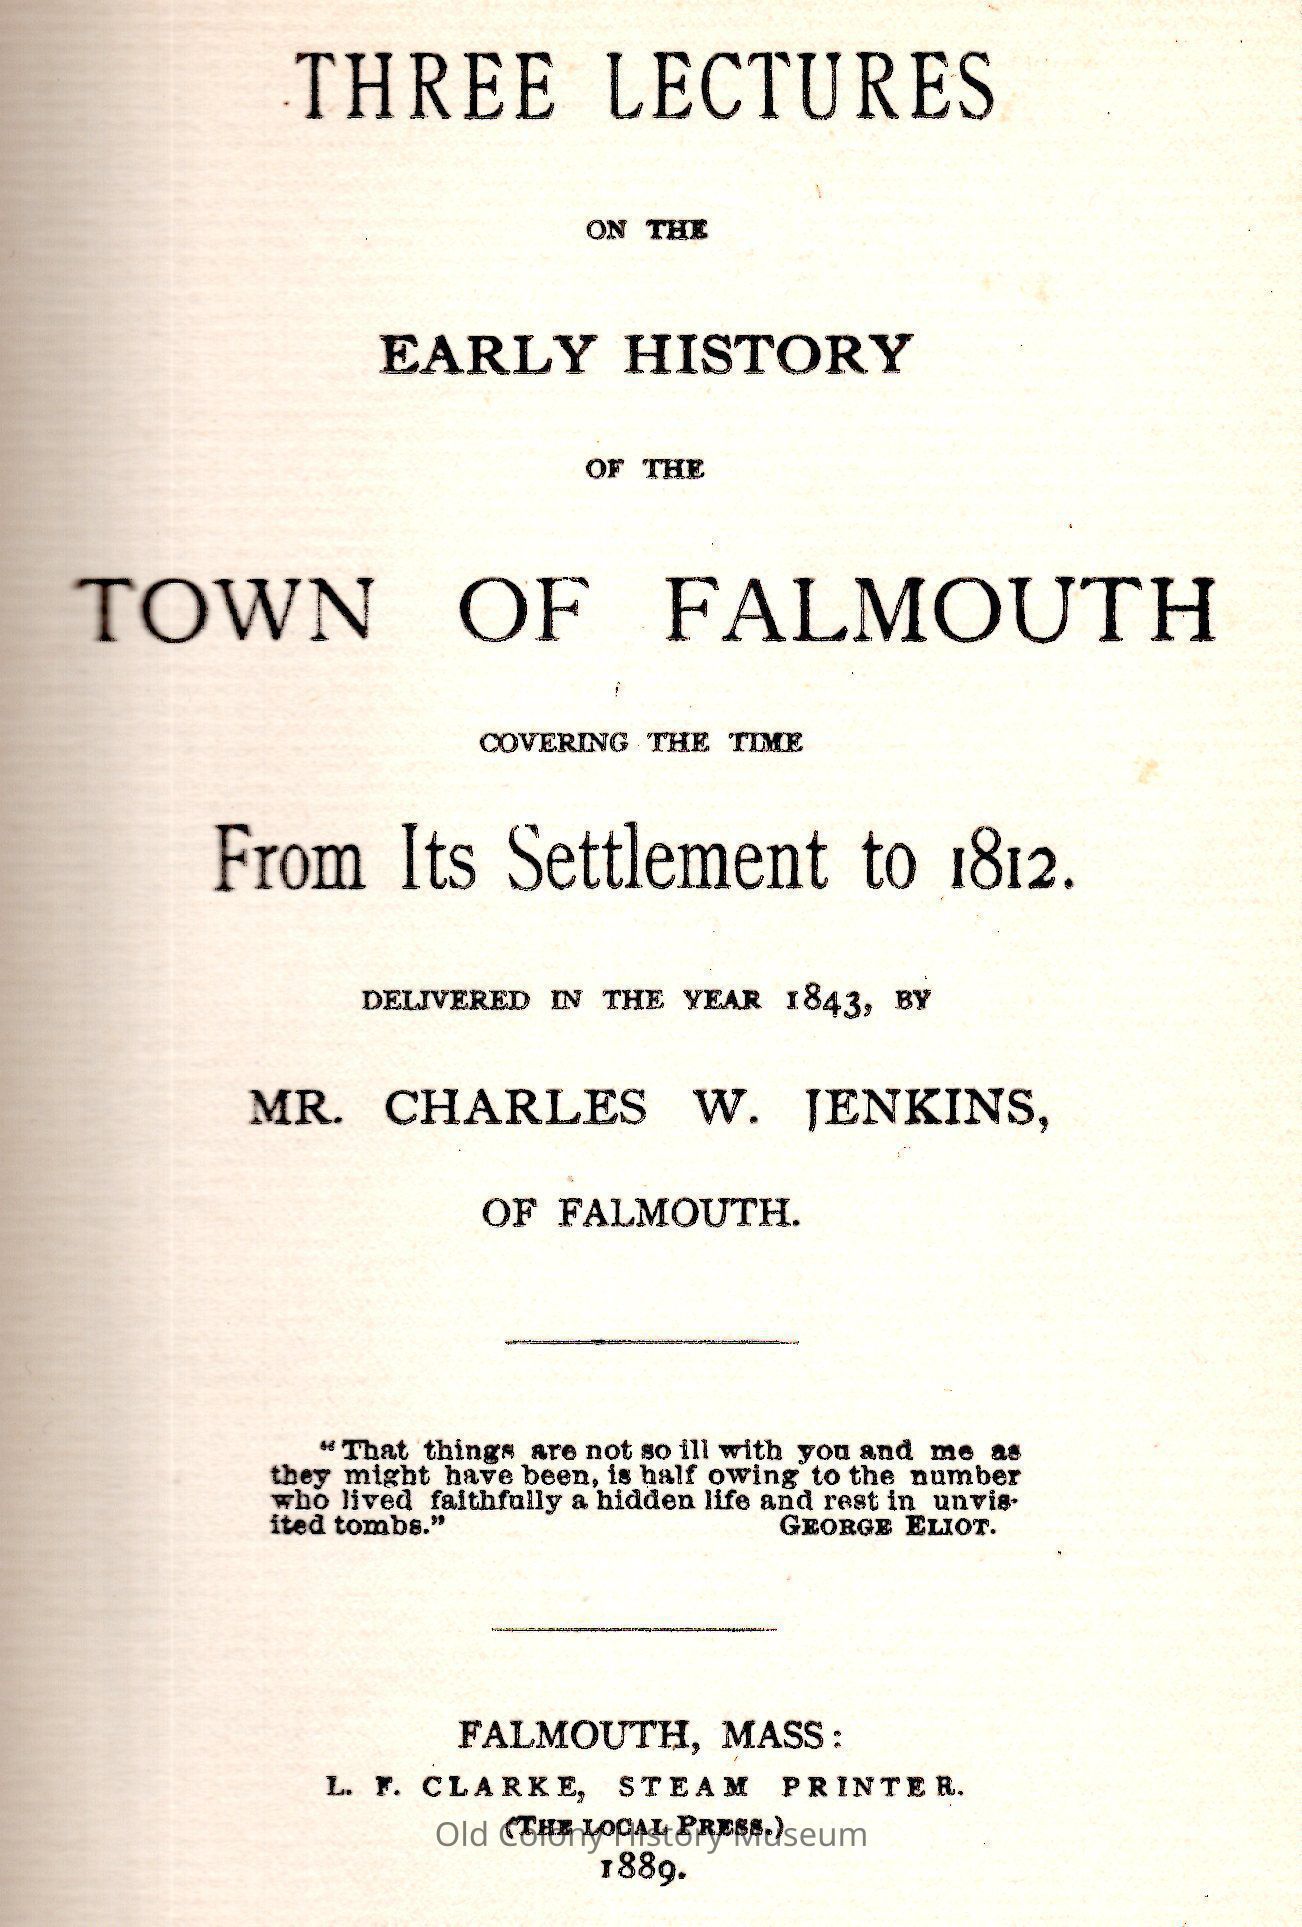 THREE LECTURES
ON THE
EARLY HISTORY
OF THE
TOWN OF FALMOUTH
COVERING THE TIME
From Its Settlement to 1812.
DELIVERED IN THE YEAR 1843, BY
MR. CHARLES W. JENKINS,
OF FALMOUTH.
"That things are not so ill with you and me as
they might have been, is half owing to the number
who lived faithfully a hidden life and rest in unvis-
ited tombs." GEORGE ELIOT.
FALMOUTH, MASS:
L. F. CLARKE, STEAM PRINTER.
(THE LOCAL PRESS.)
Old Colony History Museum
1889.